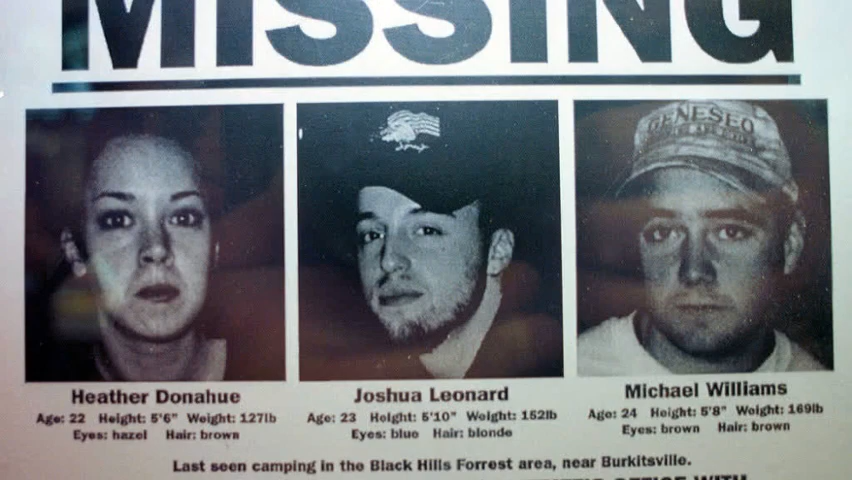 MISSING
GENESEO
Heather Donahue
Age: 22 Height: 5'6" Weight: 127lb
Eyes: hazel Hair: brown
Joshua Leonard
Age: 23 Height: 5'10" Weight: 152lb
Eyes: blue Hair: blonde
Michael Williams
Age: 24 Height: 5'8" Weight: 169lb
Eyes: brown Hair: brown
Last seen camping in the Black Hills Forrest area, near Burkitsville.